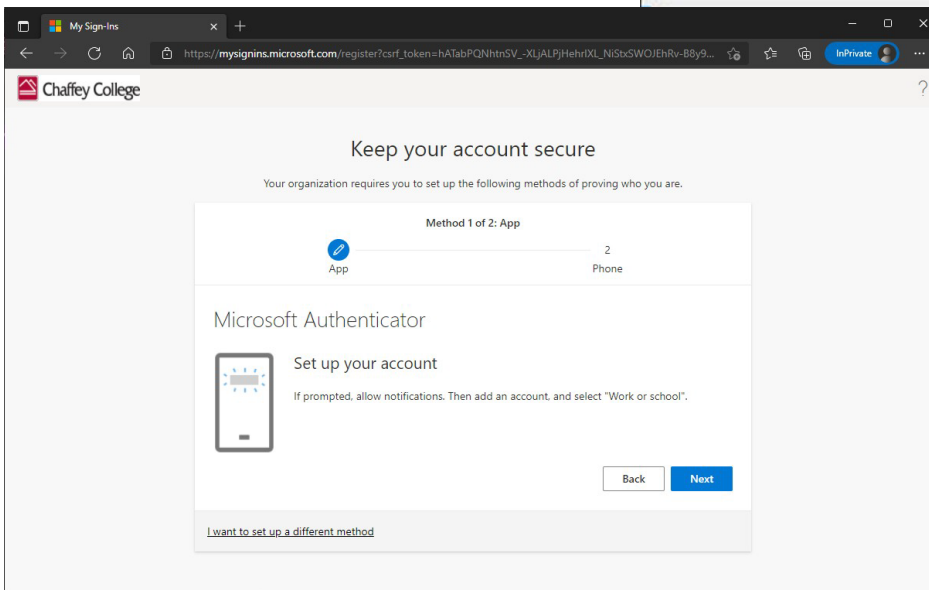 My Sign-Ins
https://mysignins.microsoft.com/register?csrf_token=hATabPQNhtnSV_-XLjALPjHehrIXL_NiStxSWOJEhRv-B8y9...
InPrivate
Chaffey College
?
Keep your account secure
Your organization requires you to set up the following methods of proving who you are.
Method 1 of 2: App
2
App
Phone
Microsoft Authenticator
Set up your account
If prompted, allow notifications. Then add an account, and select "Work or school".
Back
Next
I want to set up a different method